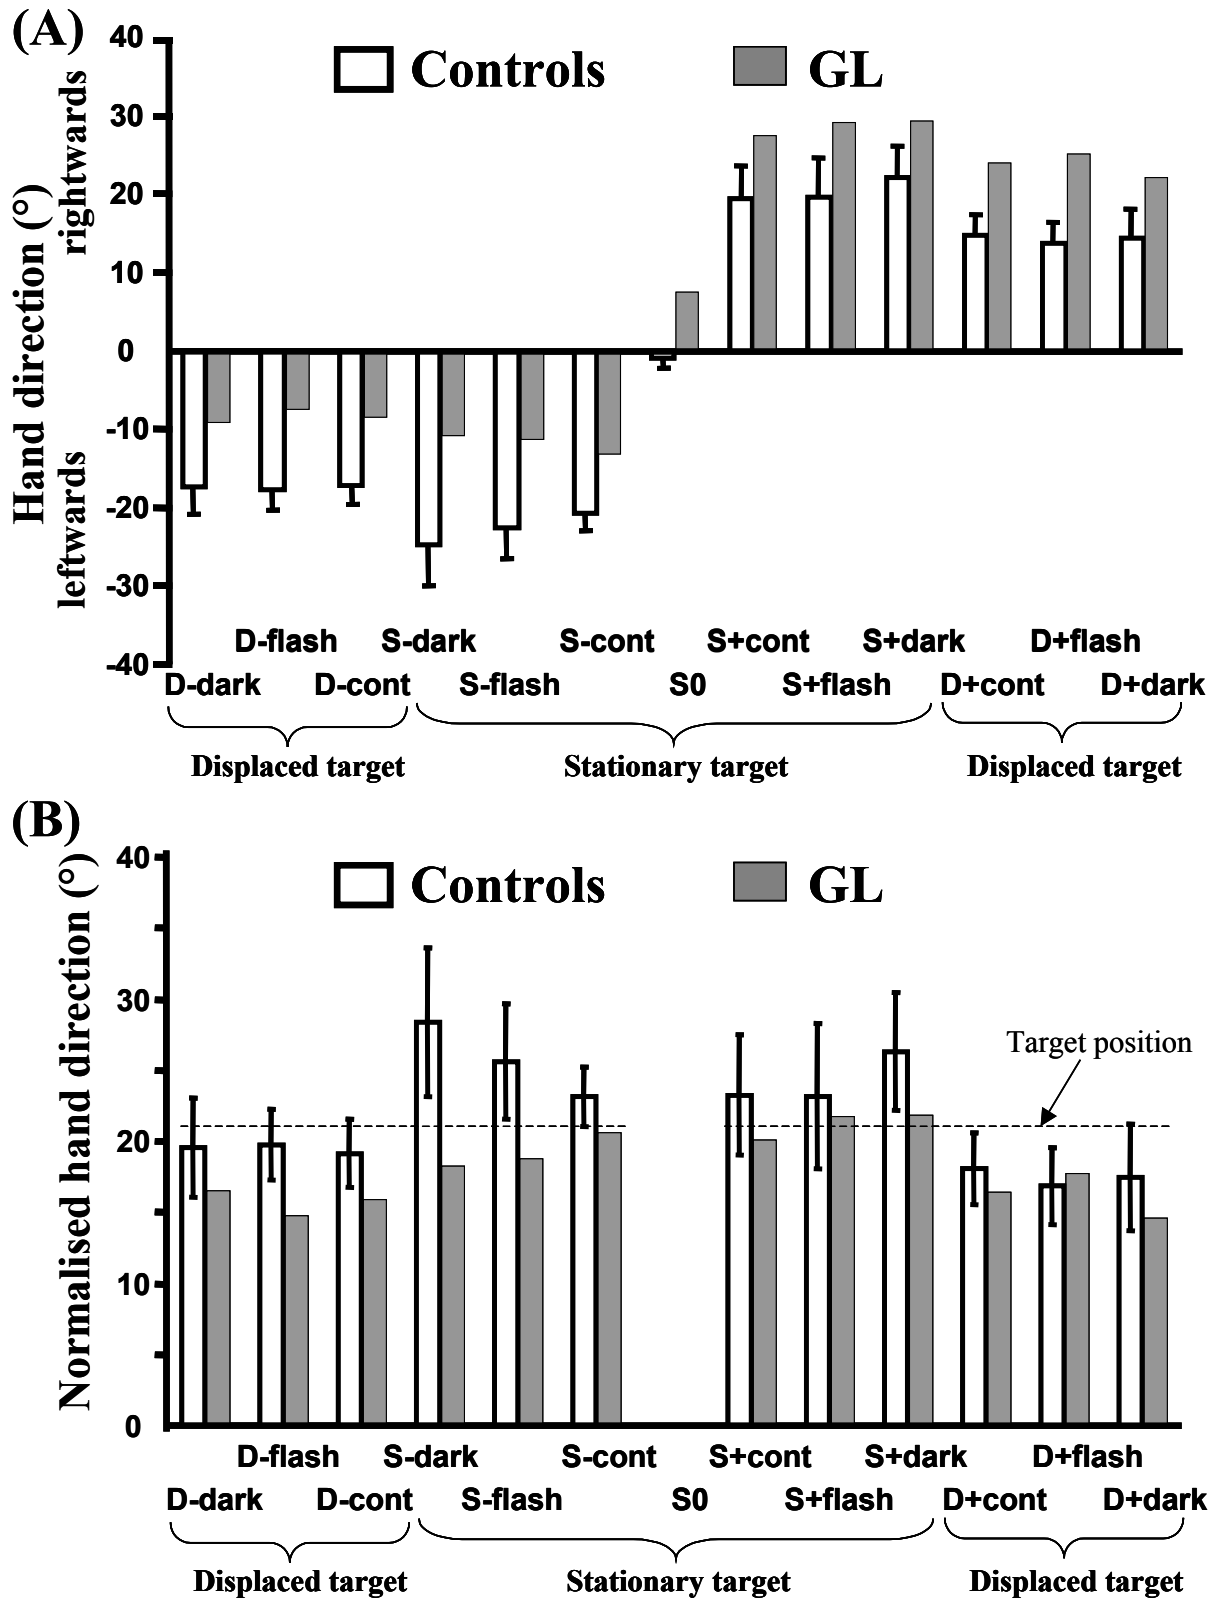 (A)
Controls GL
Hand direction (°)
leftwards rightwards
40
30
20
10
0
-10
-20
-30
-40
D-flash S-dark S-cont S+cont S+dark D+flash
D-dark D-cont S-flash S0 S+flash D+cont D+dark
Displaced target Stationary target Displaced target
(B)
Controls GL
Normalised hand direction (°)
40
30
20
10
0
Target position
D-flash S-dark S-cont S+cont S+dark D+flash
D-dark D-cont S-flash S0 S+flash D+cont D+dark
Displaced target Stationary target Displaced target